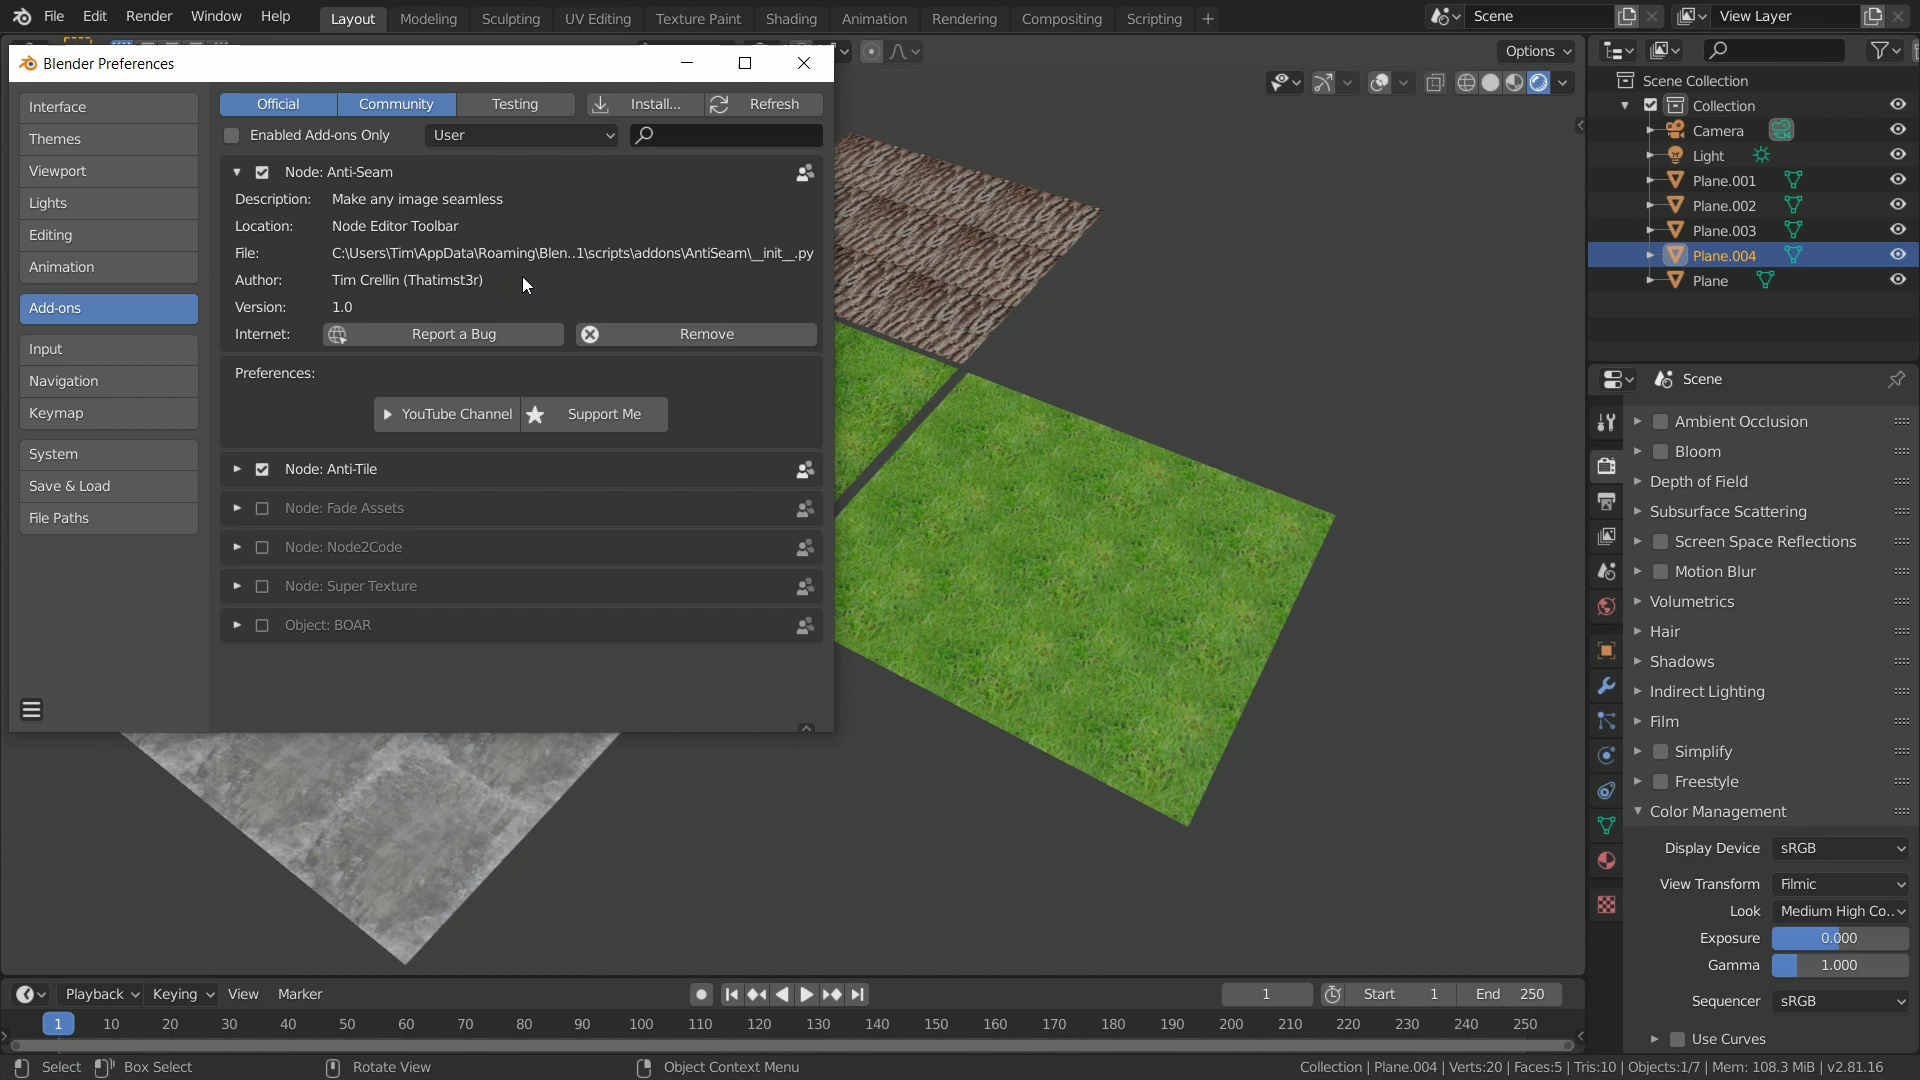 File Edit Render Window Help Layout Modeling Sculpting UV Editing Texture Paint Shading Animation Rendering Compositing Scripting + Scene View Layer
Blender Preferences
Options
Interface
Themes
Viewport
Lights
Editing
Animation
Add-ons
Input
Navigation
Keymap
System
Save & Load
File Paths
Official Community Testing Install... Refresh
Enabled Add-ons Only User
Node: Anti-Seam
Description: Make any image seamless
Location: Node Editor Toolbar
File: C:\Users\Tim\AppData\Roaming\Blen..1\scripts\addons\AntiSeam\__init__.py
Author: Tim Crellin (Thatimst3r)
Version: 1.0
Internet: Report a Bug Remove
Preferences:
YouTube Channel Support Me
Node: Anti-Tile
Node: Fade Assets
Node: Node2Code
Node: Super Texture
Object: BOAR
Scene Collection
Collection
Camera
Light
Plane.001
Plane.002
Plane.003
Plane.004
Plane
Scene
Ambient Occlusion
Bloom
Depth of Field
Subsurface Scattering
Screen Space Reflections
Motion Blur
Volumetrics
Hair
Shadows
Indirect Lighting
Film
Simplify
Freestyle
Color Management
Display Device sRGB
View Transform Filmic
Look Medium High Co..
Exposure 0.000
Gamma 1.000
Sequencer sRGB
Use Curves
Playback Keying View Marker 1 Start 1 End 250
1 10 20 30 40 50 60 70 80 90 100 110 120 130 140 150 160 170 180 190 200 210 220 230 240 250
Select Box Select Rotate View Object Context Menu Collection | Plane.004 | Verts:20 | Faces:5 | Tris:10 | Objects:1/7 | Mem: 108.3 MiB | v2.81.16